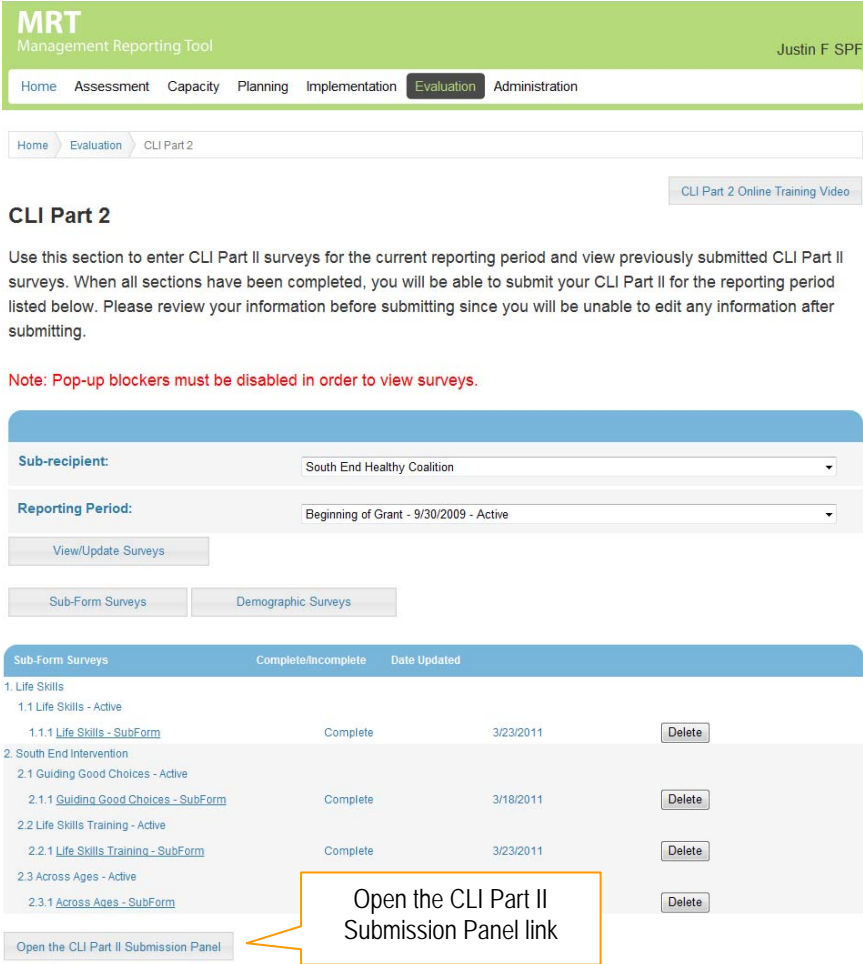 MRT
Management Reporting Tool
Justin F SPF
Home Assessment Capacity Planning Implementation Evaluation Administration
Home Evaluation CLI Part 2
CLI Part 2 Online Training Video
CLI Part 2
Use this section to enter CLI Part II surveys for the current reporting period and view previously submitted CLI Part II
surveys. When all sections have been completed, you will be able to submit your CLI Part II for the reporting period
listed below. Please review your information before submitting since you will be unable to edit any information after
submitting.
Note: Pop-up blockers must be disabled in order to view surveys.
Sub-recipient: South End Healthy Coalition
Reporting Period: Beginning of Grant - 9/30/2009 - Active
View/Update Surveys
Sub-Form Surveys Demographic Surveys
Sub-Form Surveys Complete/Incomplete Date Updated
1. Life Skills
1.1 Life Skills - Active
1.1.1 Life Skills - SubForm Complete 3/23/2011 Delete
2. South End Intervention
2.1 Guiding Good Choices - Active
2.1.1 Guiding Good Choices - SubForm Complete 3/18/2011 Delete
2.2 Life Skills Training - Active
2.2.1 Life Skills Training - SubForm Complete 3/23/2011 Delete
2.3 Across Ages - Active
2.3.1 Across Ages - SubForm Delete
Open the CLI Part II
Submission Panel link
Open the CLI Part II Submission Panel